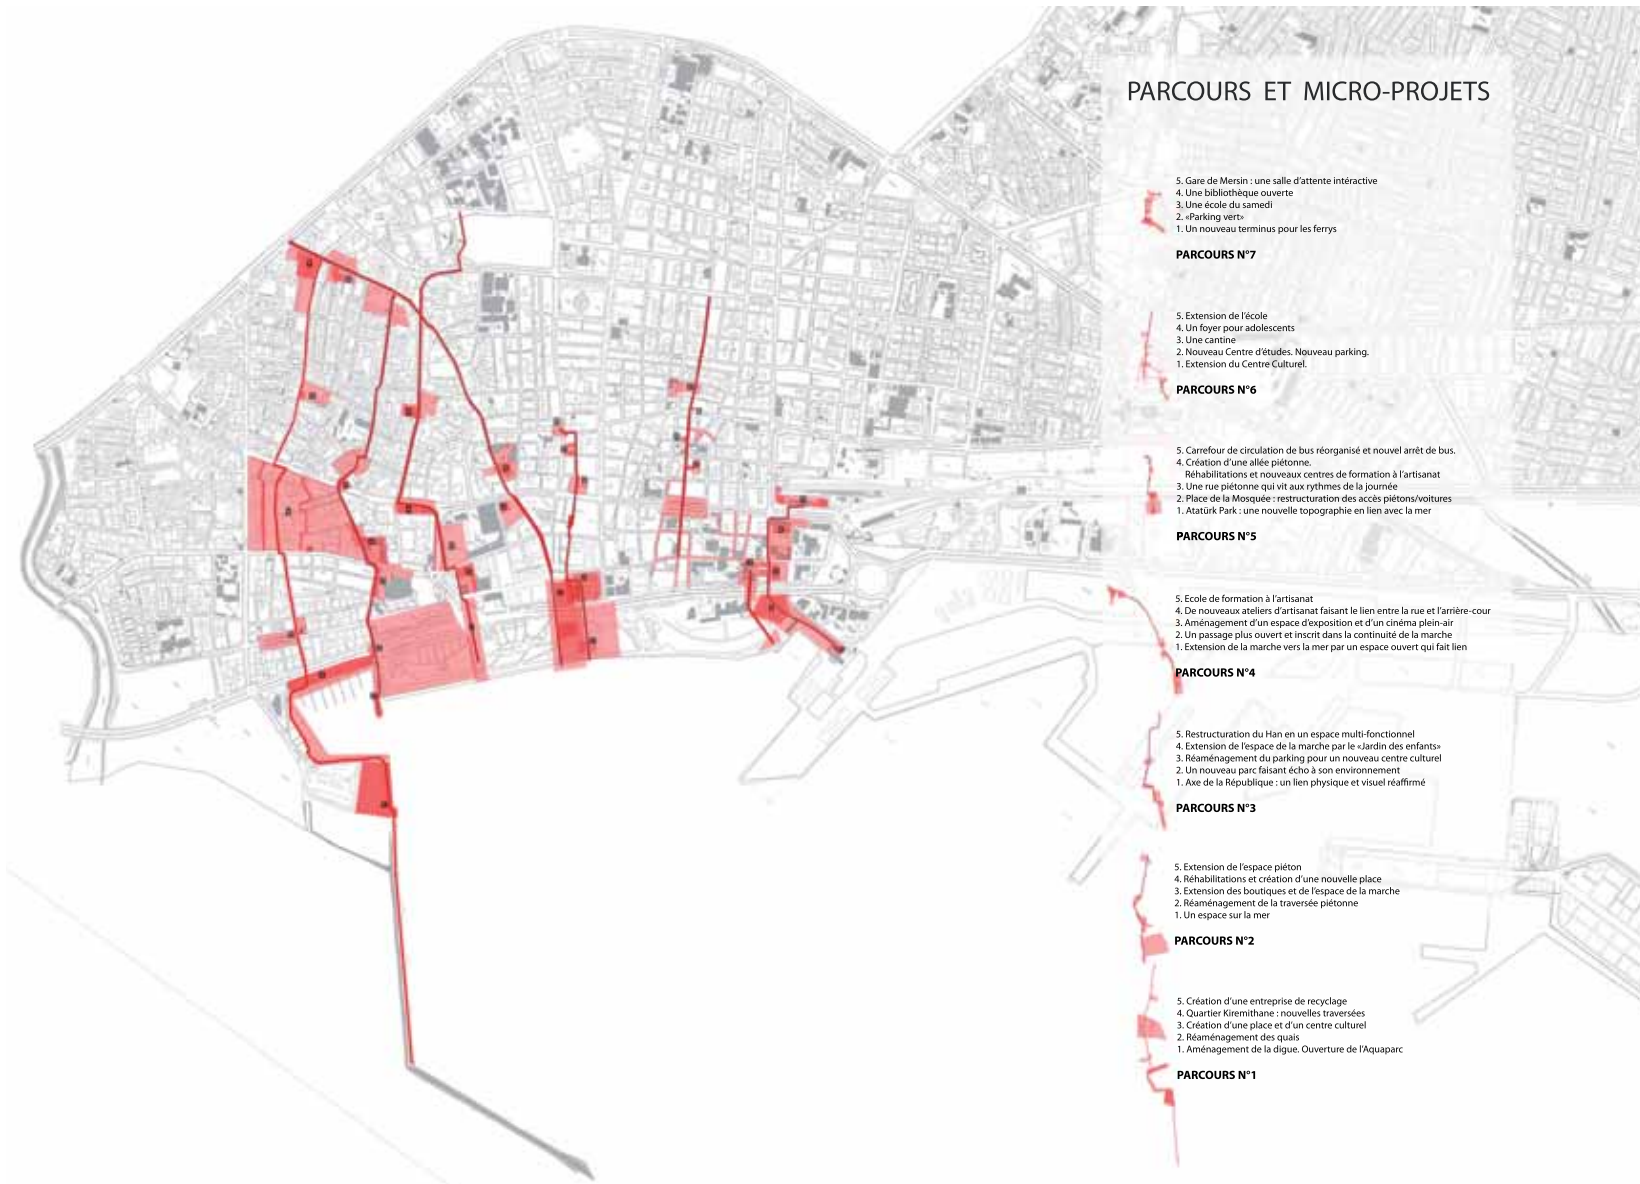 PARCOURS ET MICRO-PROJETS
5. Gare de Mersin : une salle d'attente intéractive
4. Une bibliothèque ouverte
3. Une école du samedi
2. «Parking vert»
1. Un nouveau terminus pour les ferrys
PARCOURS N°7
5. Extension de l'école
4. Un foyer pour adolescents
3. Une cantine
2. Nouveau Centre d'études. Nouveau parking.
1. Extension du Centre Culturel.
PARCOURS N°6
5. Carrefour de circulation de bus réorganisé et nouvel arrêt de bus.
4. Création d'une allée piétonne.
Réhabilitations et nouveaux centres de formation à l'artisanat
3. Une rue piétonne qui vit aux rythmes de la journée
2. Place de la Mosquée : restructuration des accès piétons/voitures
1. Atatürk Park : une nouvelle topographie en lien avec la mer
PARCOURS N°5
5. Ecole de formation à l'artisanat
4. De nouveaux ateliers d'artisanat faisant le lien entre la rue et l'arrière-cour
3. Aménagement d'un espace d'exposition et d'un cinéma plein-air
2. Un passage plus ouvert et inscrit dans la continuité de la marche
1. Extension de la marche vers la mer par un espace ouvert qui fait lien
PARCOURS N°4
5. Restructuration du Han en un espace multi-fonctionnel
4. Extension de l'espace de la marche par le «Jardin des enfants»
3. Réaménagement du parking pour un nouveau centre culturel
2. Un nouveau parc faisant écho à son environnement
1. Axe de la République : un lien physique et visuel réaffirmé
PARCOURS N°3
5. Extension de l'espace piéton
4. Réhabilitations et création d'une nouvelle place
3. Extension des boutiques et de l'espace de la marche
2. Réaménagement de la traversée piétonne
1. Un espace sur la mer
PARCOURS N°2
5. Création d'une entreprise de recyclage
4. Quartier Kiremithane : nouvelles traversées
3. Création d'une place et d'un centre culturel
2. Réaménagement des quais
1. Aménagement de la digue. Ouverture de l'Aquaparc
PARCOURS N°1